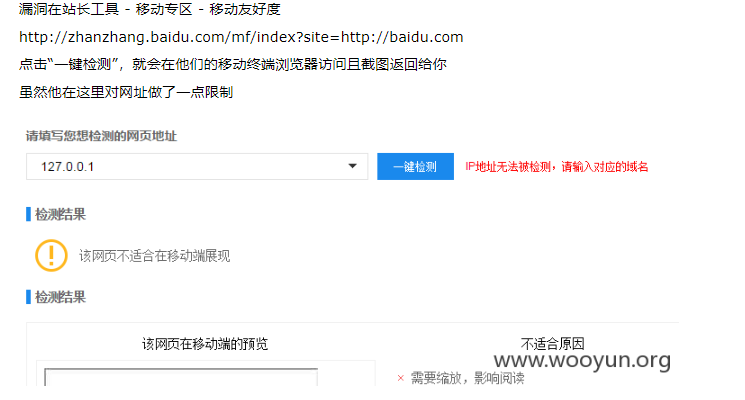 漏洞在站长工具 - 移动专区 - 移动友好度
http://zhanzhang.baidu.com/mf/index?site=http://baidu.com
点击“一键检测”，就会在他们的移动终端浏览器访问且截图返回给你
虽然他在这里对网址做了一点限制
请填写您想检测的网页地址
127.0.0.1 一键检测 IP地址无法被检测，请输入对应的域名
检测结果
该网页不适合在移动端展现
检测结果
该网页在移动端的预览 不适合原因
www.wooyun.org
× 需要缩放，影响阅读